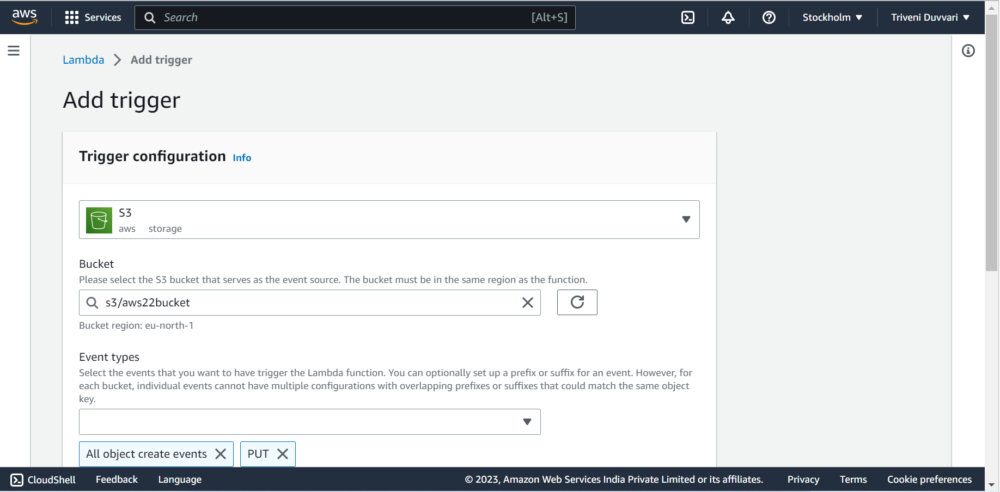 aws
Services
Search [Alt+S]
Stockholm
Triveni Duvvari
Lambda Add trigger
Add trigger
Trigger configuration Info
S3
aws storage
Bucket
Please select the S3 bucket that serves as the event source. The bucket must be in the same region as the function.
s3/aws22bucket
Bucket region: eu-north-1
Event types
Select the events that you want to have trigger the Lambda function. You can optionally set up a prefix or suffix for an event. However, for
each bucket, individual events cannot have multiple configurations with overlapping prefixes or suffixes that could match the same object
key.
All object create events PUT
CloudShell Feedback Language © 2023, Amazon Web Services India Private Limited or its affiliates. Privacy Terms Cookie preferences